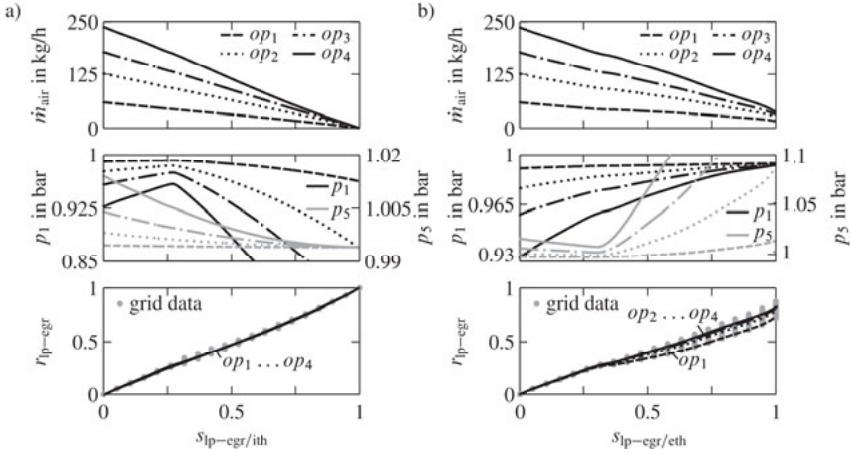 a)
ṁair in kg/h
250
125
0
op1 op3
op2 op4
p1 in bar
1
0.925
0.85
p1
p5
1.02
1.005
0.99
p5 in bar
rlp−egr
1
0.5
0
grid data
op1 ... op4
0 0.5 1
slp−egr/ith
b)
ṁair in kg/h
250
125
0
op1 op3
op2 op4
p1 in bar
1
0.965
0.93
p1
p5
1.1
1.05
1
p5 in bar
rlp−egr
1
0.5
0
grid data
op2 ... op4
op1
0 0.5 1
slp−egr/eth